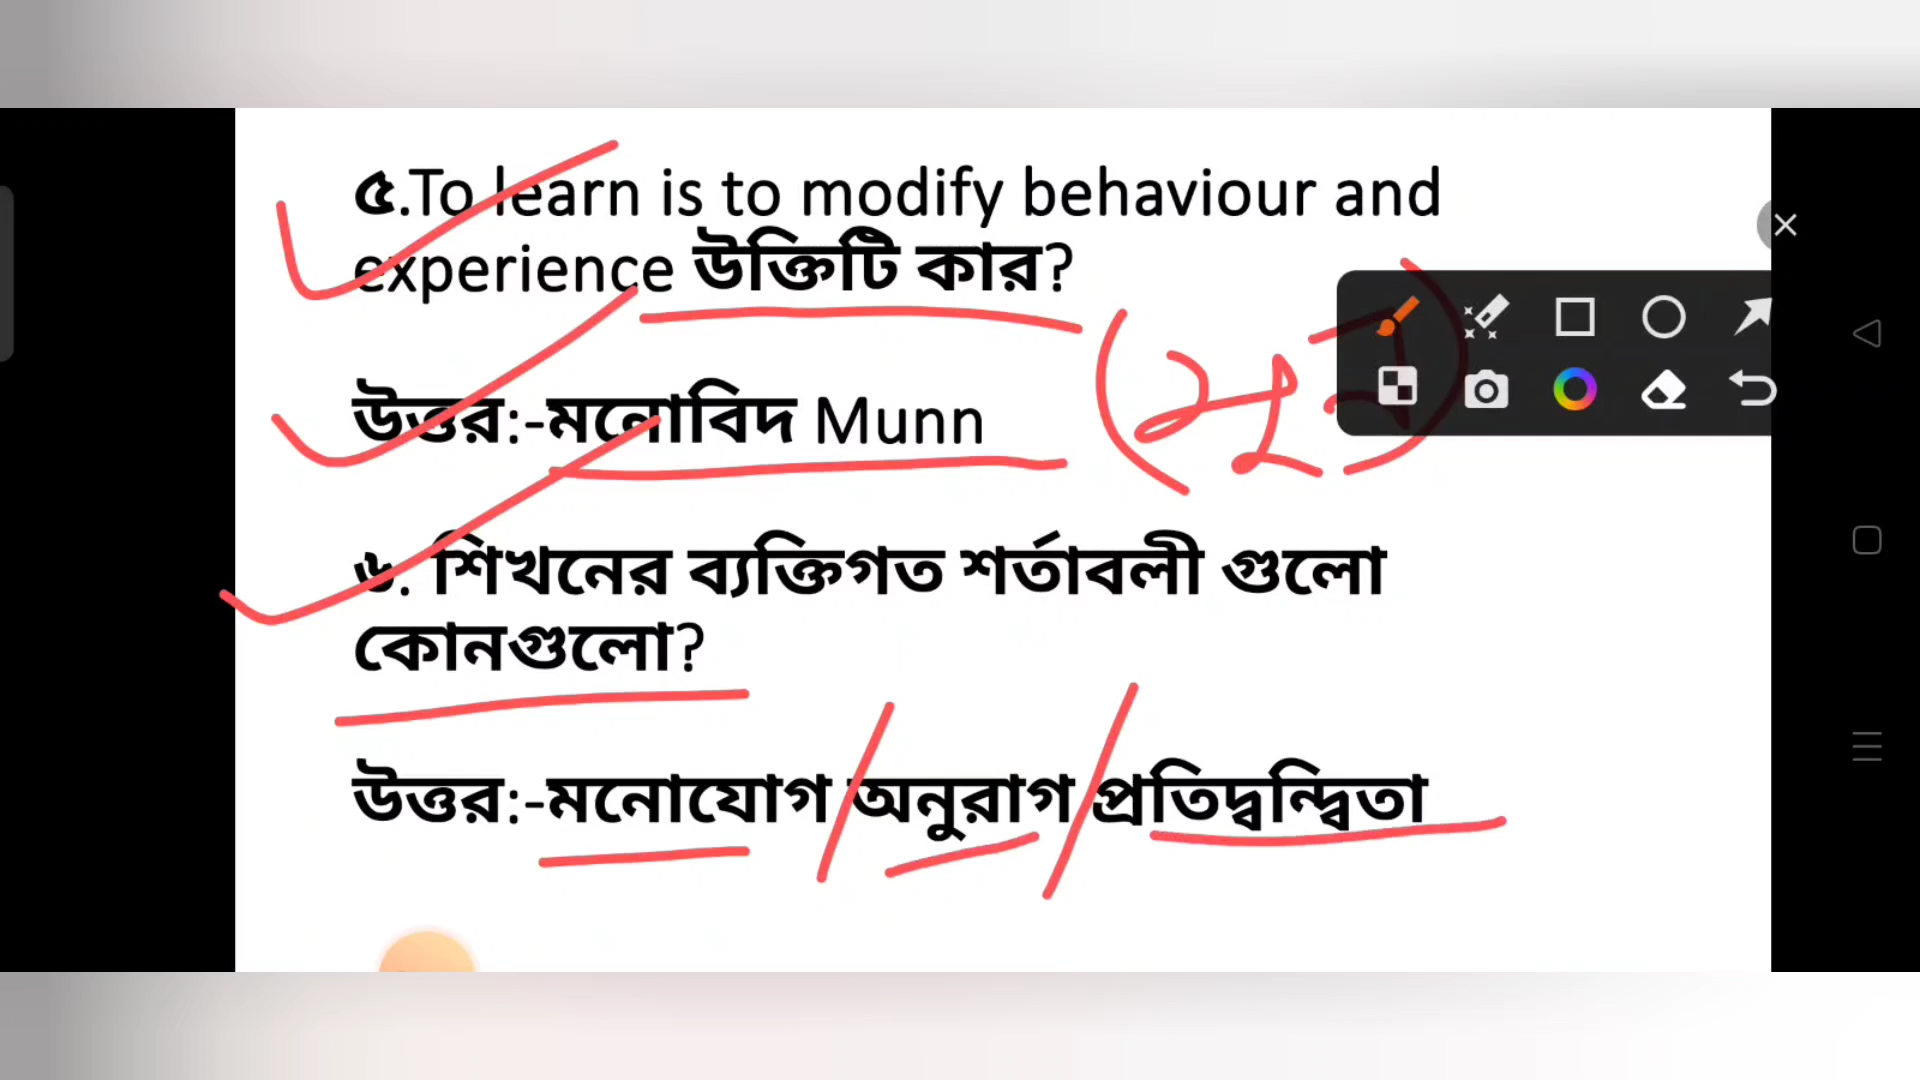 ৫.To learn is to modify behaviour and
experience উক্তিটি কার?
উত্তর:-মনোবিদ Munn
৬. শিখনের ব্যক্তিগত শর্তাবলী গুলো
কোনগুলো?
উত্তর:-মনোযোগ অনুরাগ প্রতিদ্বন্দ্বিতা